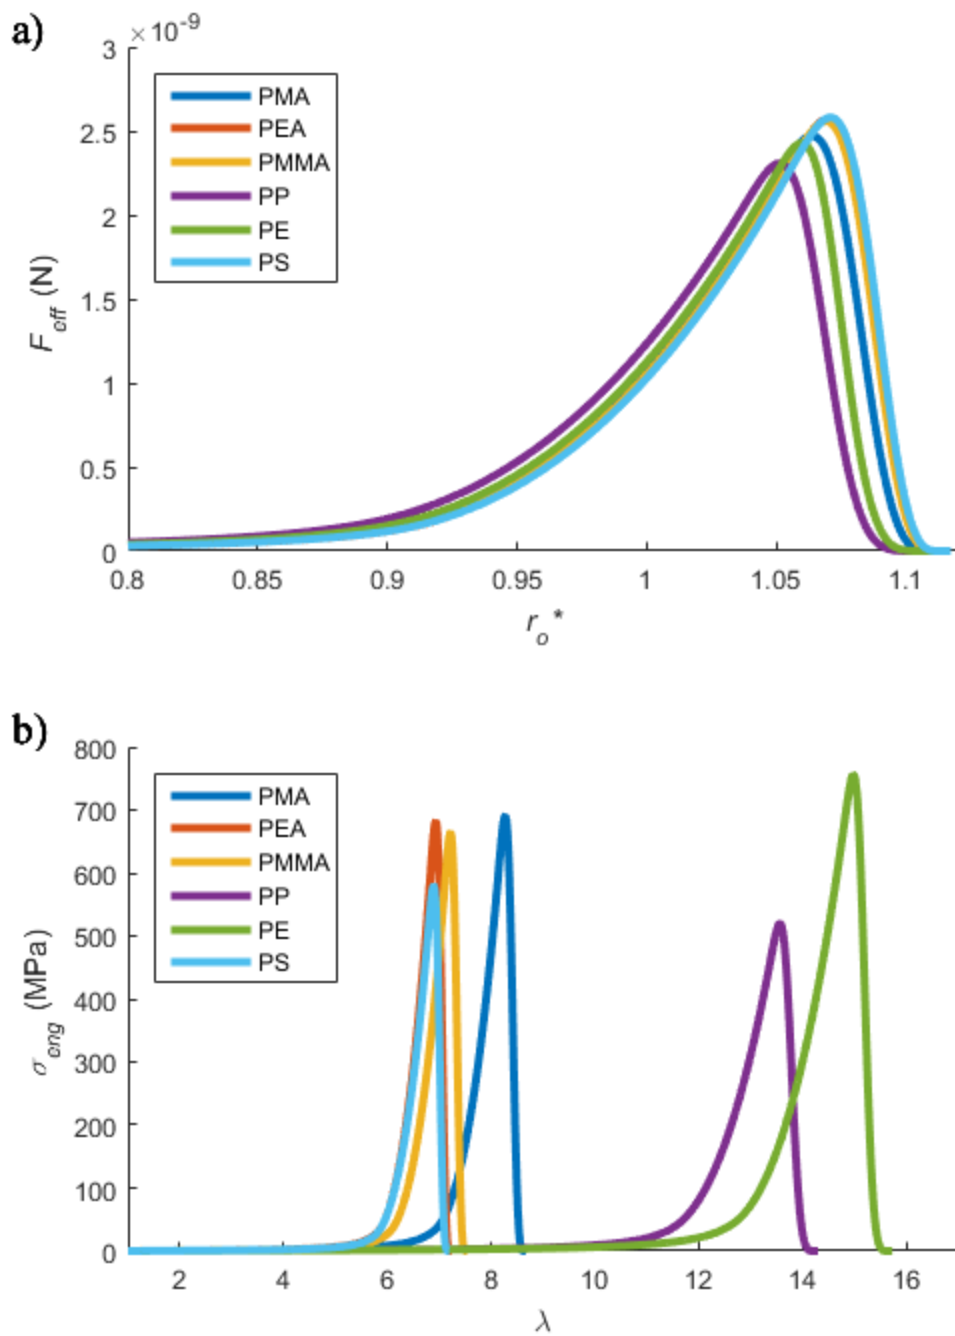 a)
×10⁻⁹
3
2.5
2
1.5
1
0.5
0
F_eff (N)
PMA
PEA
PMMA
PP
PE
PS
0.8 0.85 0.9 0.95 1 1.05 1.1
r_o*
b)
800
700
600
500
400
300
200
100
0
σ_eng (MPa)
PMA
PEA
PMMA
PP
PE
PS
2 4 6 8 10 12 14 16
λ